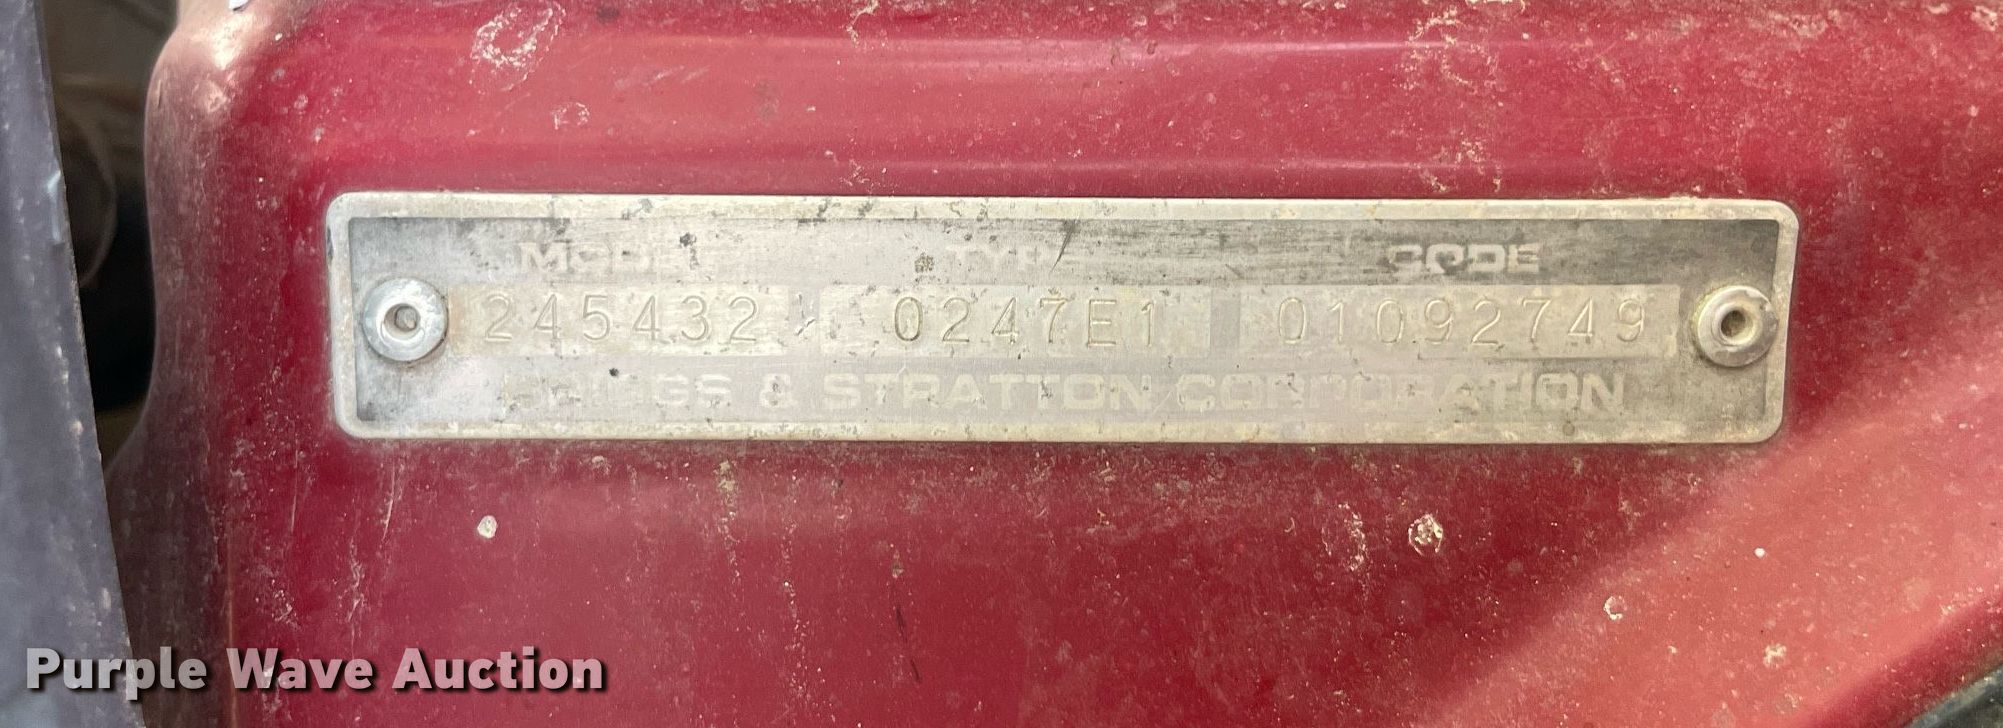 MODEL TYPE CODE
245432 0247E1 01092749
BRIGGS & STRATTON CORPORATION
Purple Wave Auction